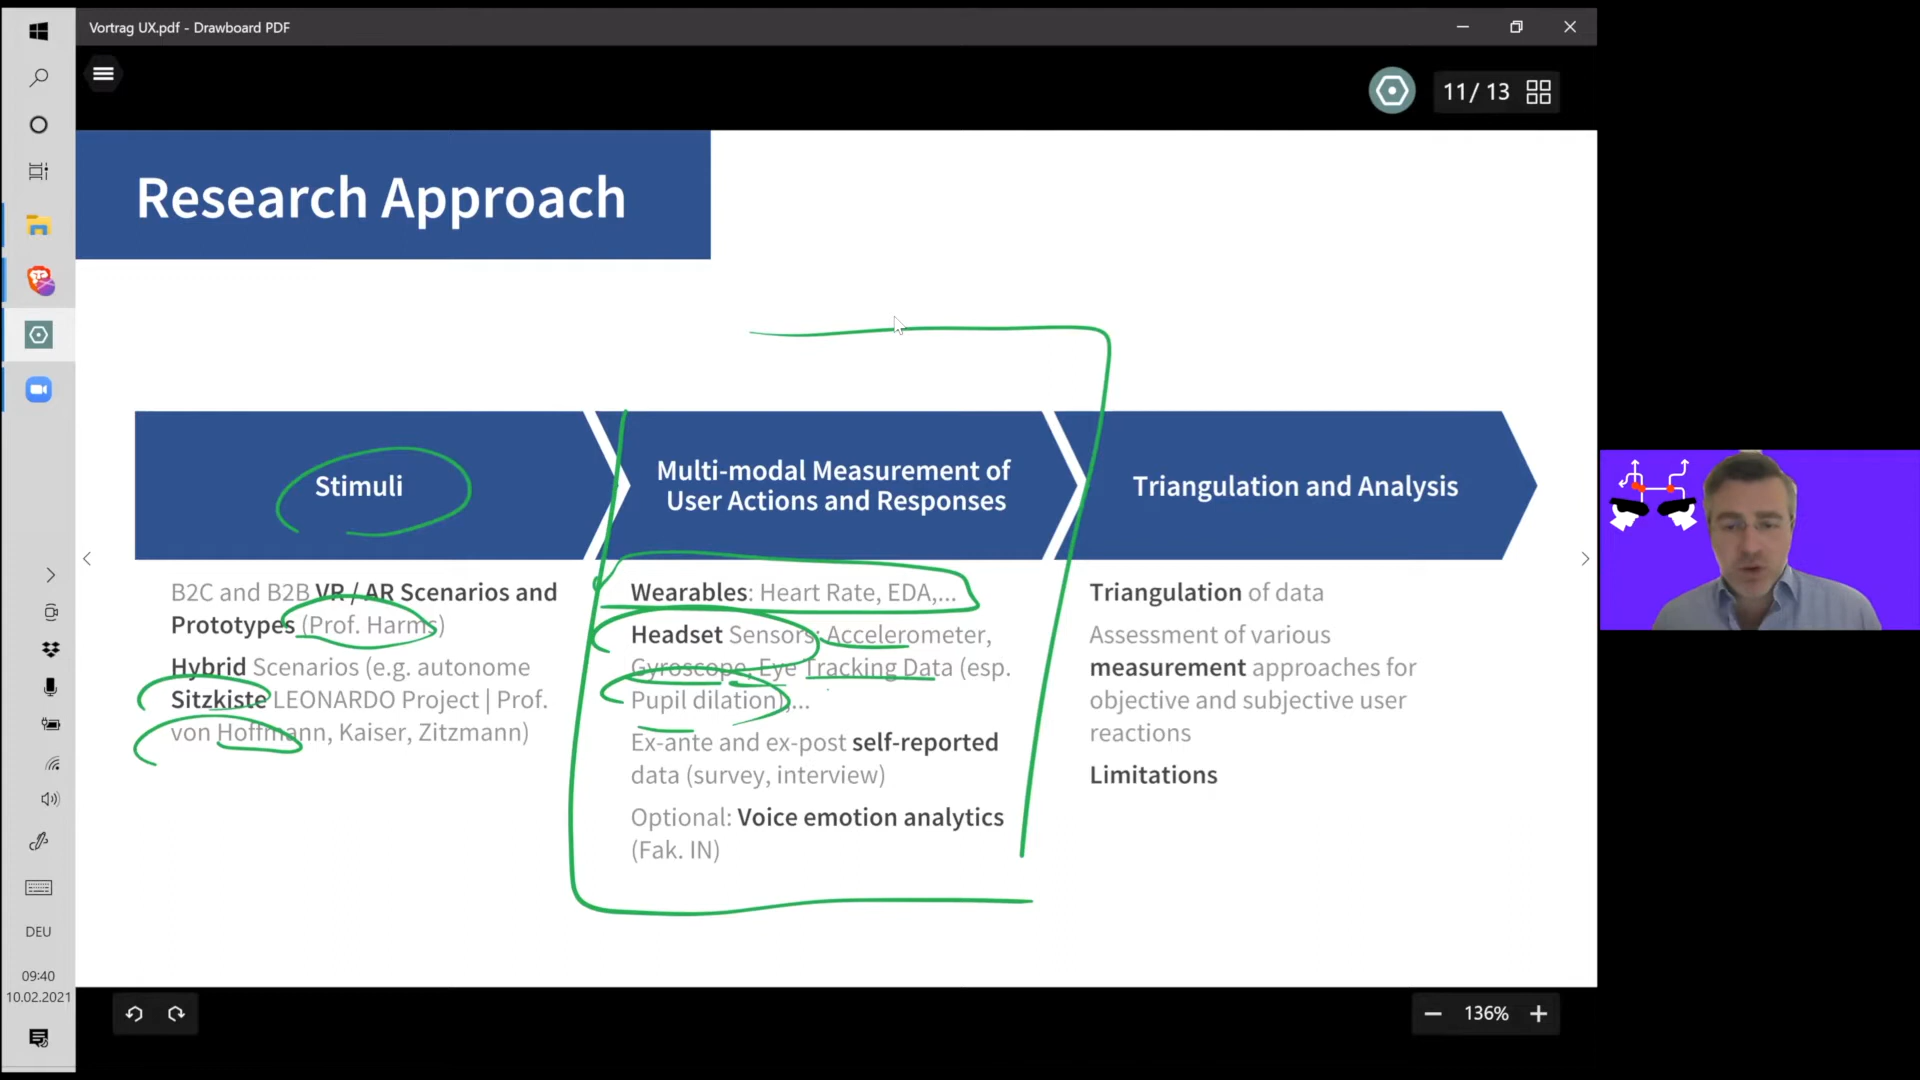 Vortrag UX.pdf - Drawboard PDF
11/ 13
Research Approach
Stimuli
Multi-modal Measurement of
User Actions and Responses
Triangulation and Analysis
B2C and B2B VR / AR Scenarios and
Prototypes (Prof. Harms)
Hybrid Scenarios (e.g. autonome
Sitzkiste LEONARDO Project | Prof.
von Hoffmann, Kaiser, Zitzmann)
Wearables: Heart Rate, EDA,...
Headset Sensors: Accelerometer,
Gyroscope, Eye Tracking Data (esp.
Pupil dilation),...
Ex-ante and ex-post self-reported
data (survey, interview)
Optional: Voice emotion analytics
(Fak. IN)
Triangulation of data
Assessment of various
measurement approaches for
objective and subjective user
reactions
Limitations
DEU
09:40
10.02.2021
136%